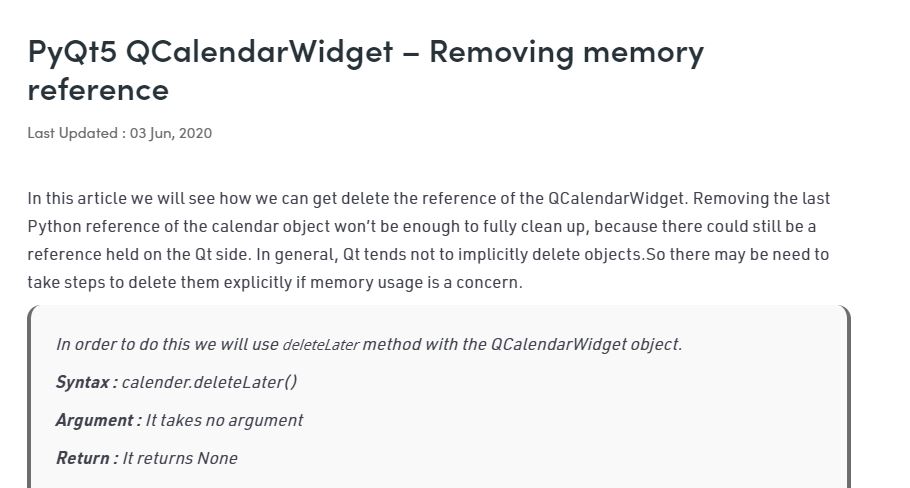 PyQt5 QCalendarWidget – Removing memory
reference
Last Updated : 03 Jun, 2020
In this article we will see how we can get delete the reference of the QCalendarWidget. Removing the last
Python reference of the calendar object won’t be enough to fully clean up, because there could still be a
reference held on the Qt side. In general, Qt tends not to implicitly delete objects.So there may be need to
take steps to delete them explicitly if memory usage is a concern.
In order to do this we will use deleteLater method with the QCalendarWidget object.
Syntax : calender.deleteLater()
Argument : It takes no argument
Return : It returns None